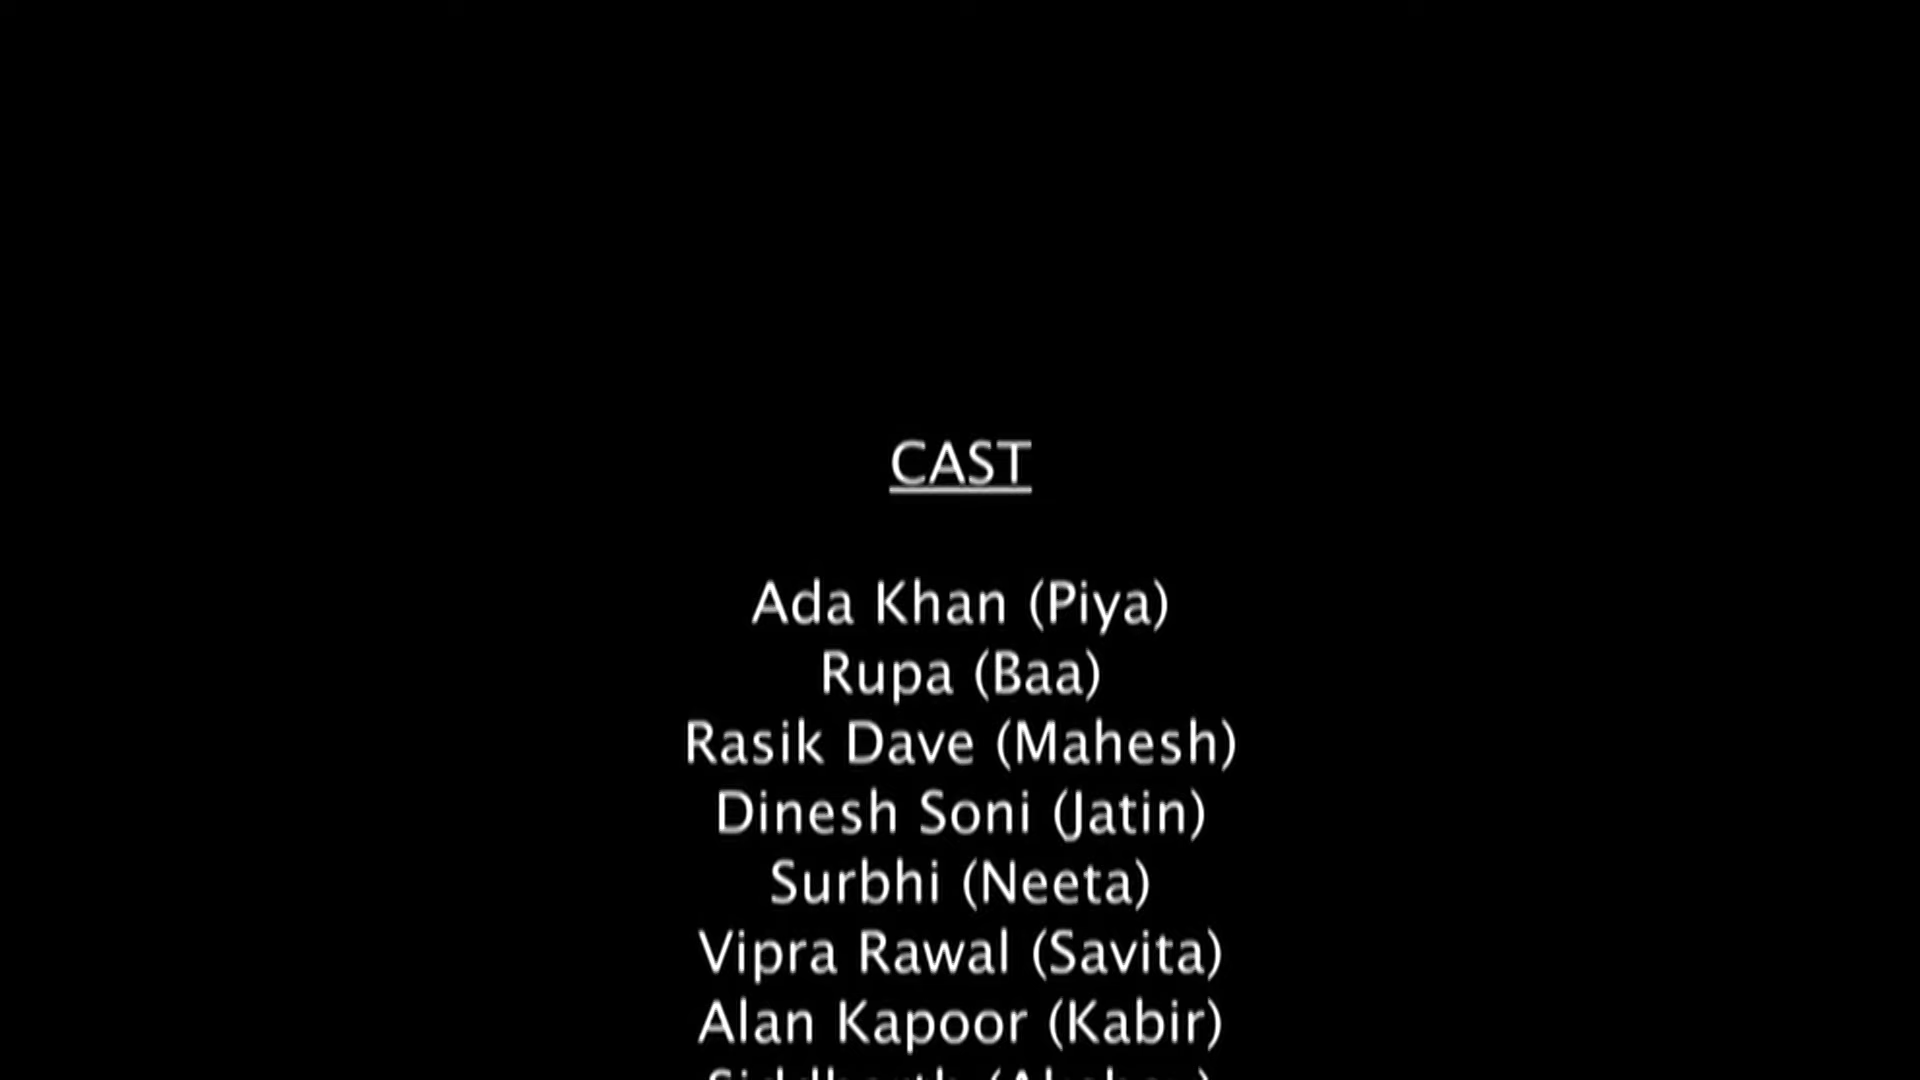 CAST
Ada Khan (Piya)
Rupa (Baa)
Rasik Dave (Mahesh)
Dinesh Soni (Jatin)
Surbhi (Neeta)
Vipra Rawal (Savita)
Alan Kapoor (Kabir)